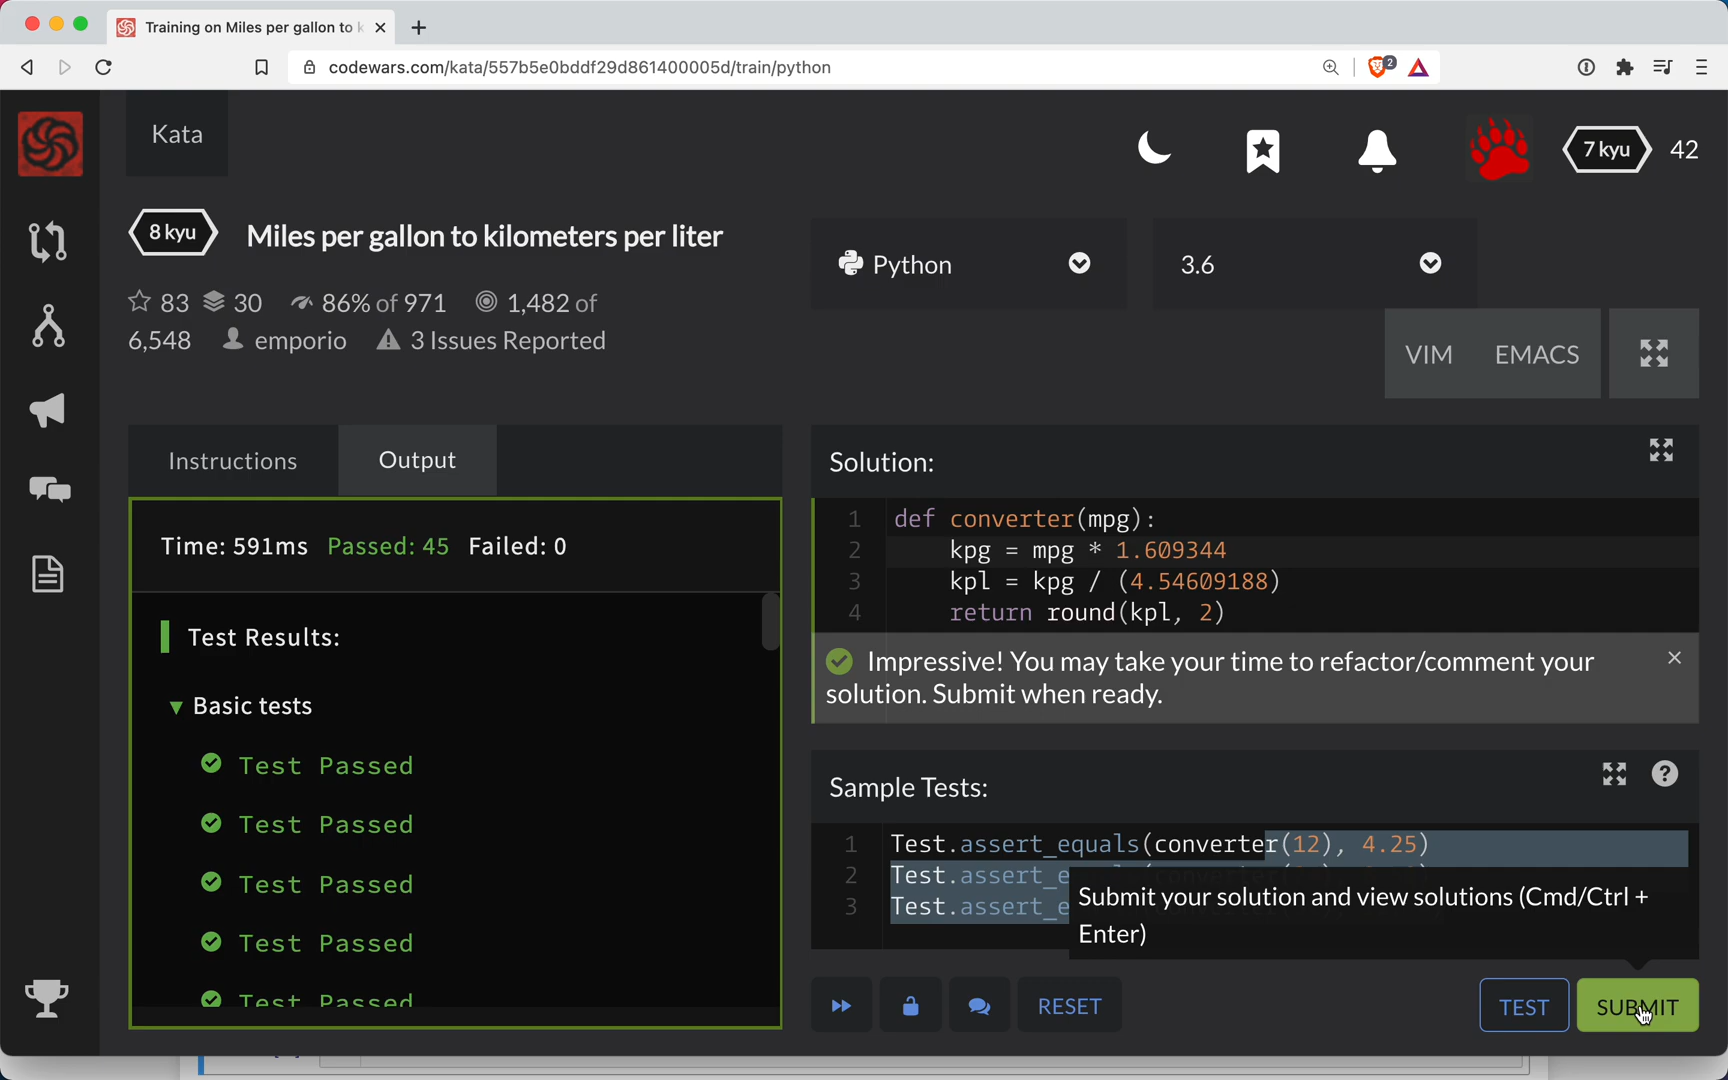 Training on Miles per gallon to k
codewars.com/kata/557b5e0bddf29d861400005d/train/python
2
Kata
7 kyu
42
8 kyu
Miles per gallon to kilometers per liter
Python
3.6
83 30 86% of 971 1,482 of
6,548 emporio 3 Issues Reported
VIM
EMACS
Instructions
Output
Time: 591ms Passed: 45 Failed: 0
Test Results:
Basic tests
Test Passed
Test Passed
Test Passed
Test Passed
Test Passed
Solution:
1 def converter(mpg):
2 kpg = mpg * 1.609344
3 kpl = kpg / (4.54609188)
4 return round(kpl, 2)
Impressive! You may take your time to refactor/comment your
solution. Submit when ready.
Sample Tests:
1 Test.assert_equals(converter(12), 4.25)
2 Test.assert_e
3 Test.assert_e
Submit your solution and view solutions (Cmd/Ctrl +
Enter)
RESET
TEST
SUBMIT